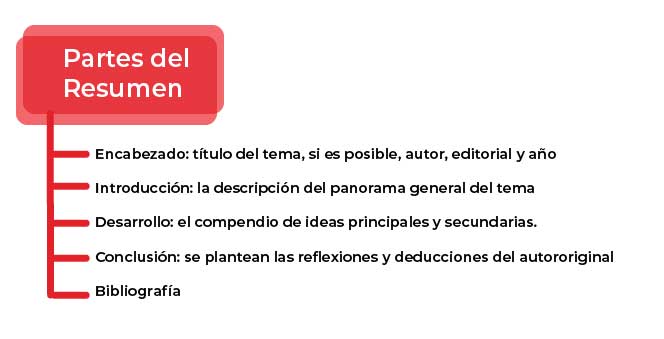 Partes del
Resumen
Encabezado: título del tema, si es posible, autor, editorial y año
Introducción: la descripción del panorama general del tema
Desarrollo: el compendio de ideas principales y secundarias.
Conclusión: se plantean las reflexiones y deducciones del autororiginal
Bibliografía